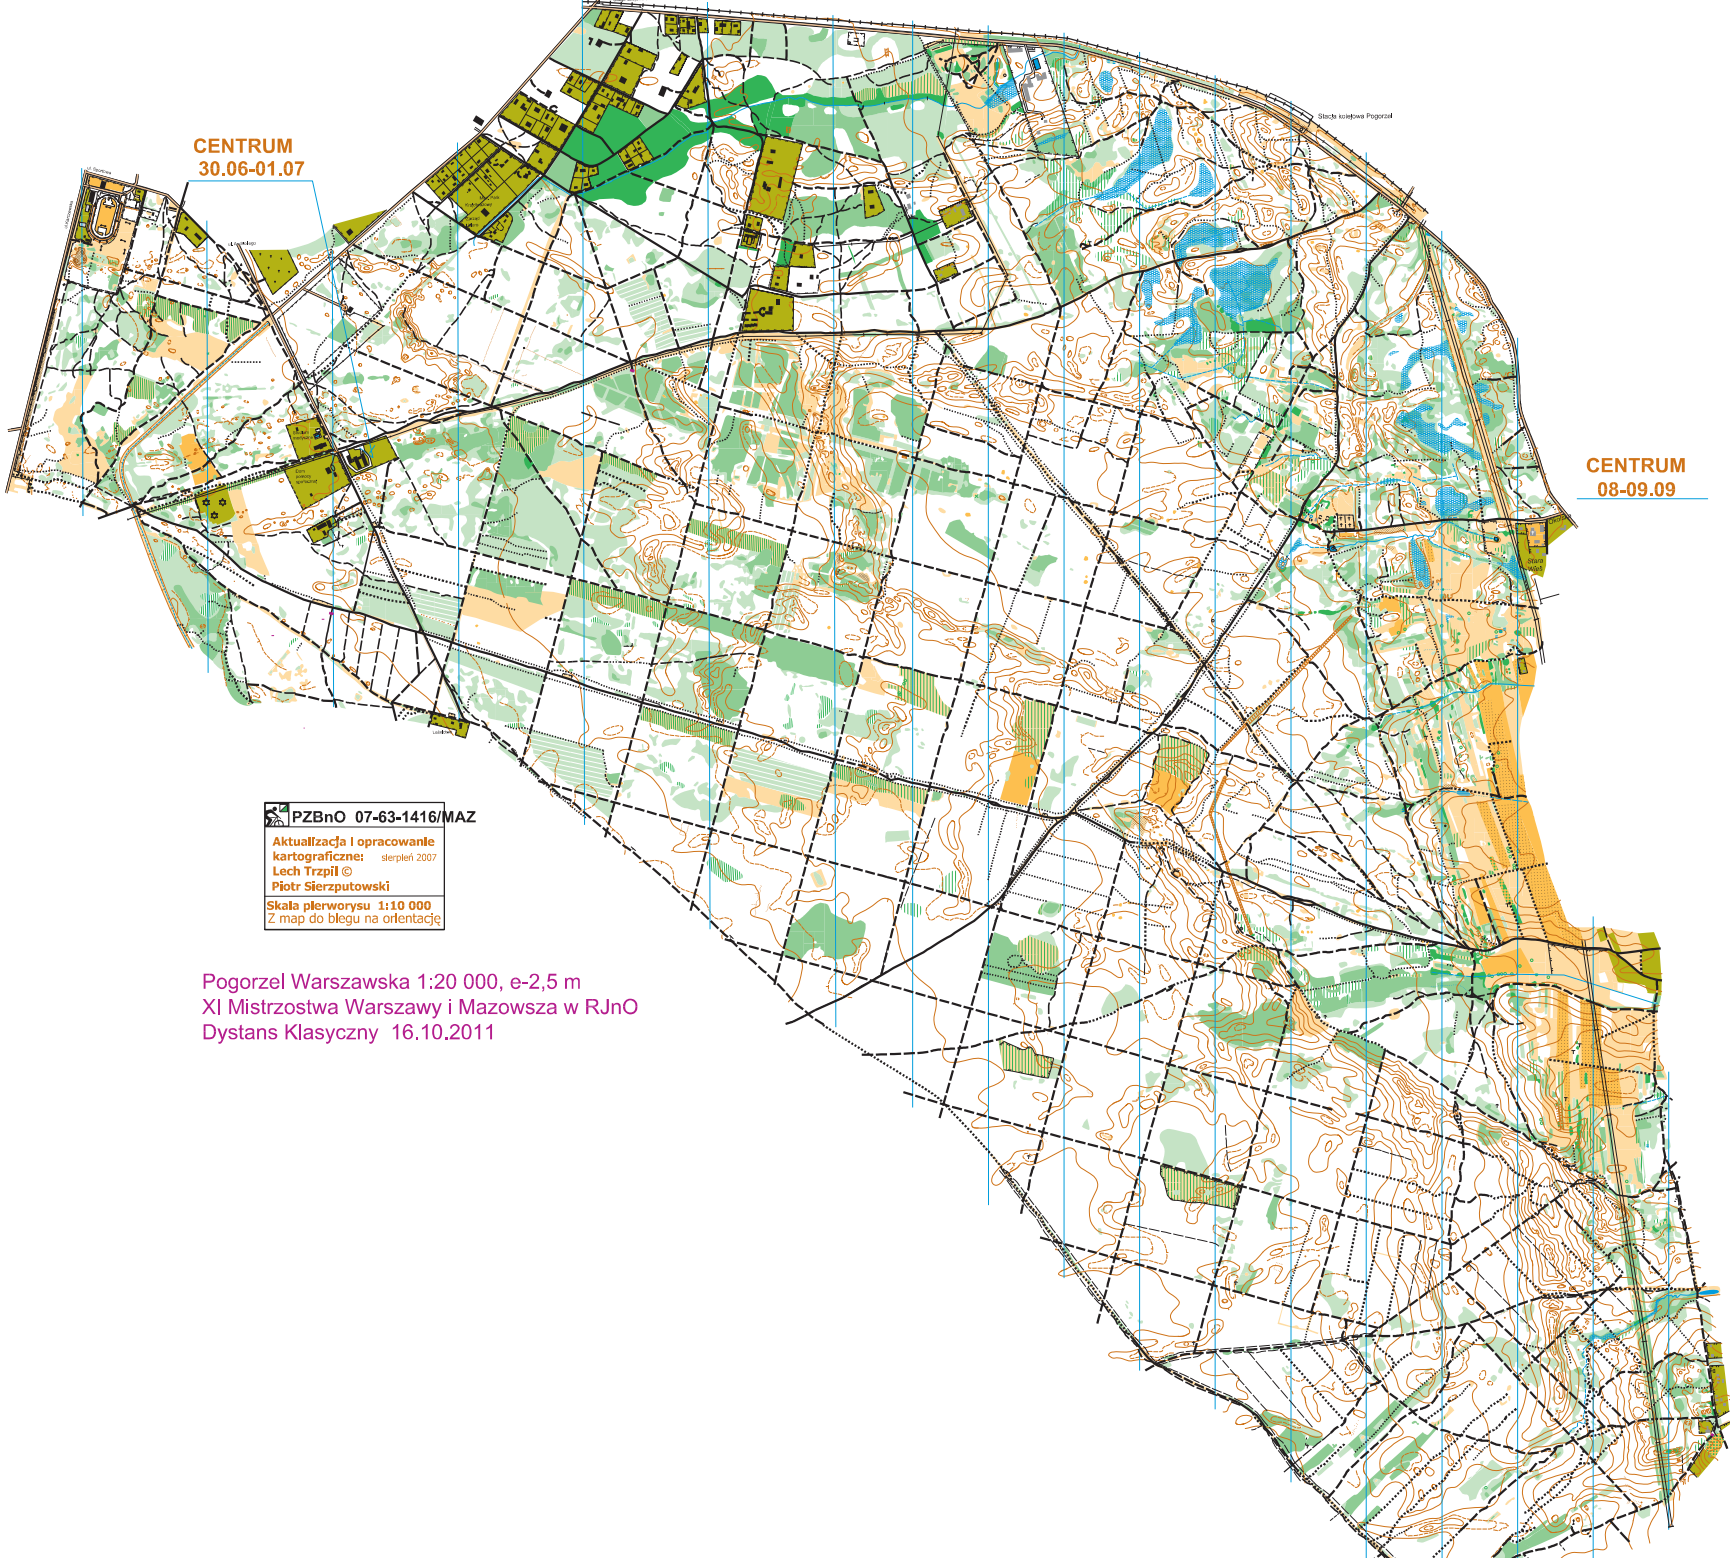 CENTRUM
30.06-01.07
Stacja kolejowa Pogorzel
CENTRUM
08-09.09
Stara
Wieś
PZBnO 07-63-1416/MAZ
Aktualizacja i opracowanie
kartograficzne: sierpień 2007
Lech Trzpil ©
Piotr Sierzputowski
Skala pierworysu 1:10 000
Z map do biegu na orientację
Pogorzel Warszawska 1:20 000, e-2,5 m
XI Mistrzostwa Warszawy i Mazowsza w RJnO
Dystans Klasyczny 16.10.2011